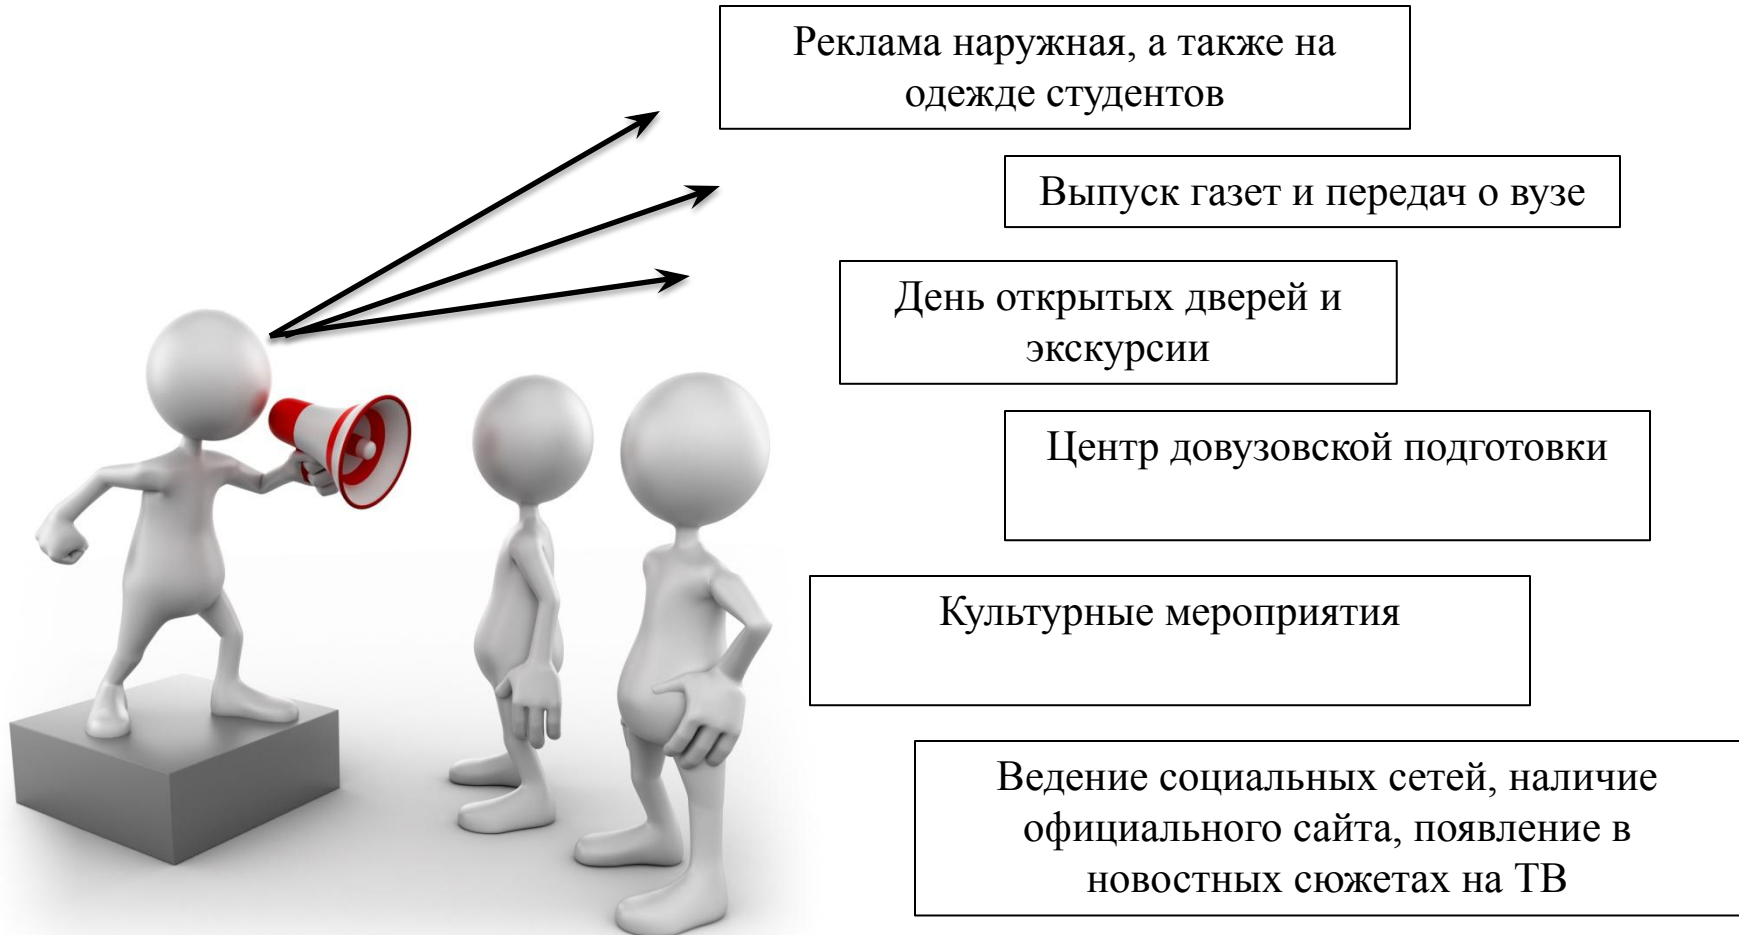 Реклама наружная, а также на
одежде студентов
Выпуск газет и передач о вузе
День открытых дверей и
экскурсии
Центр довузовской подготовки
Культурные мероприятия
Ведение социальных сетей, наличие
официального сайта, появление в
новостных сюжетах на ТВ